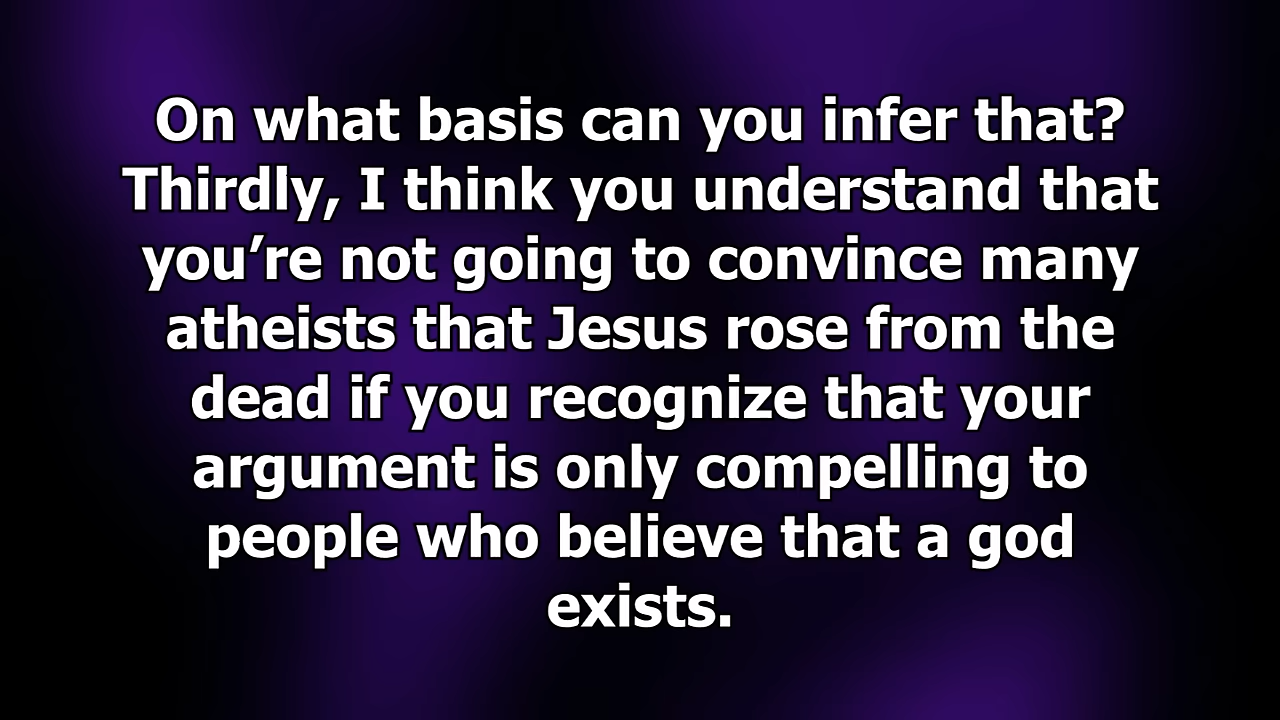 On what basis can you infer that?
Thirdly, I think you understand that
you’re not going to convince many
atheists that Jesus rose from the
dead if you recognize that your
argument is only compelling to
people who believe that a god
exists.